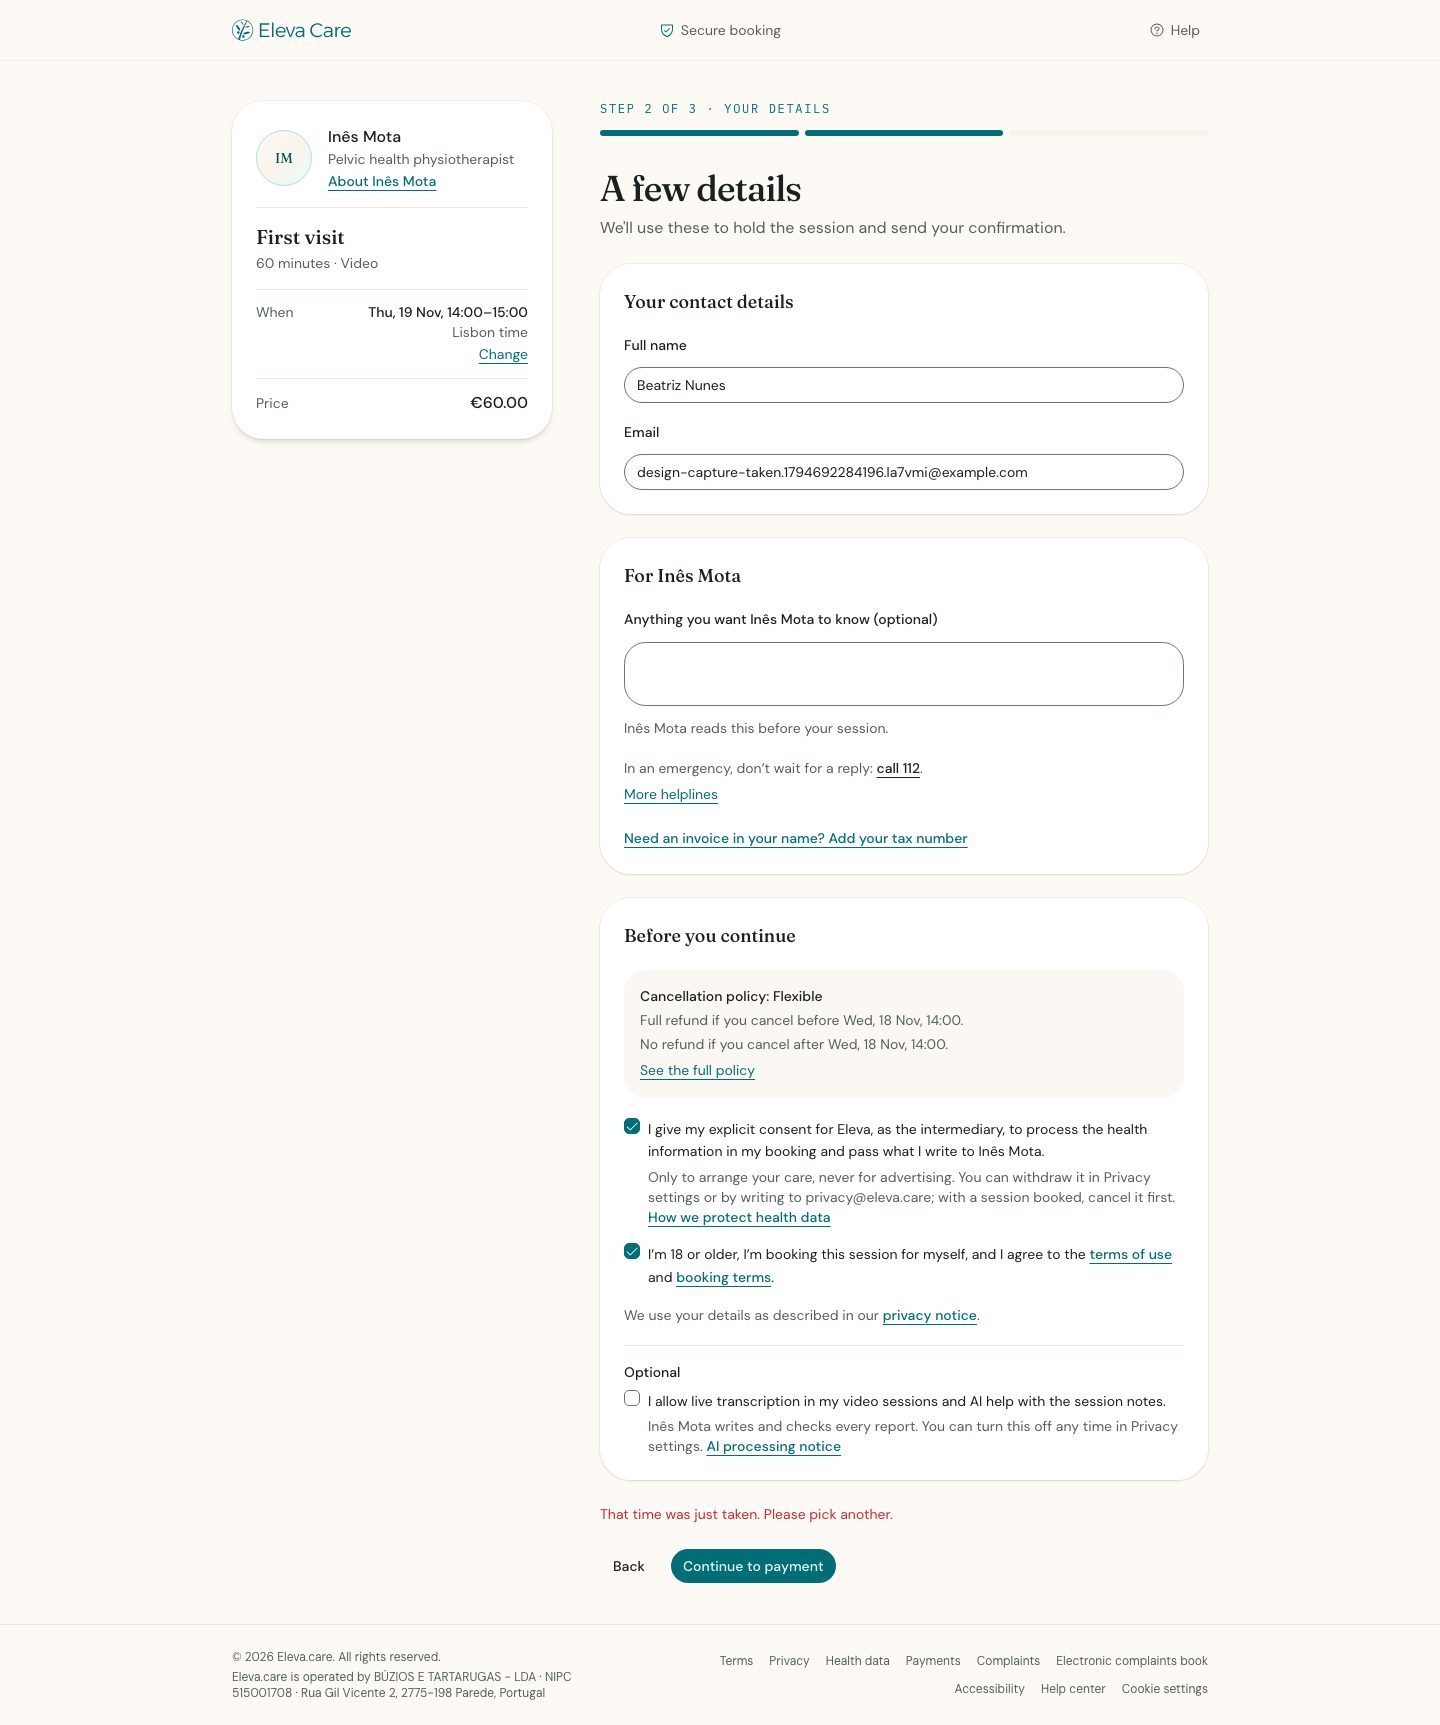 Eleva Care
Secure booking
Help
IM
Inês Mota
Pelvic health physiotherapist
About Inês Mota
First visit
60 minutes · Video
When
Thu, 19 Nov, 14:00–15:00
Lisbon time
Change
Price
€60.00
STEP 2 OF 3 · YOUR DETAILS
A few details
We'll use these to hold the session and send your confirmation.
Your contact details
Full name
Beatriz Nunes
Email
design-capture-taken.1794692284196.la7vmi@example.com
For Inês Mota
Anything you want Inês Mota to know (optional)
Inês Mota reads this before your session.
In an emergency, don’t wait for a reply: call 112.
More helplines
Need an invoice in your name? Add your tax number
Before you continue
Cancellation policy: Flexible
Full refund if you cancel before Wed, 18 Nov, 14:00.
No refund if you cancel after Wed, 18 Nov, 14:00.
See the full policy
I give my explicit consent for Eleva, as the intermediary, to process the health
information in my booking and pass what I write to Inês Mota.
Only to arrange your care, never for advertising. You can withdraw it in Privacy
settings or by writing to privacy@eleva.care; with a session booked, cancel it first.
How we protect health data
I’m 18 or older, I’m booking this session for myself, and I agree to the terms of use
and booking terms.
We use your details as described in our privacy notice.
Optional
I allow live transcription in my video sessions and AI help with the session notes.
Inês Mota writes and checks every report. You can turn this off any time in Privacy
settings. AI processing notice
That time was just taken. Please pick another.
Back
Continue to payment
© 2026 Eleva.care. All rights reserved.
Eleva.care is operated by BÚZIOS E TARTARUGAS - LDA · NIPC
515001708 · Rua Gil Vicente 2, 2775-198 Parede, Portugal
Terms Privacy Health data Payments Complaints Electronic complaints book
Accessibility Help center Cookie settings